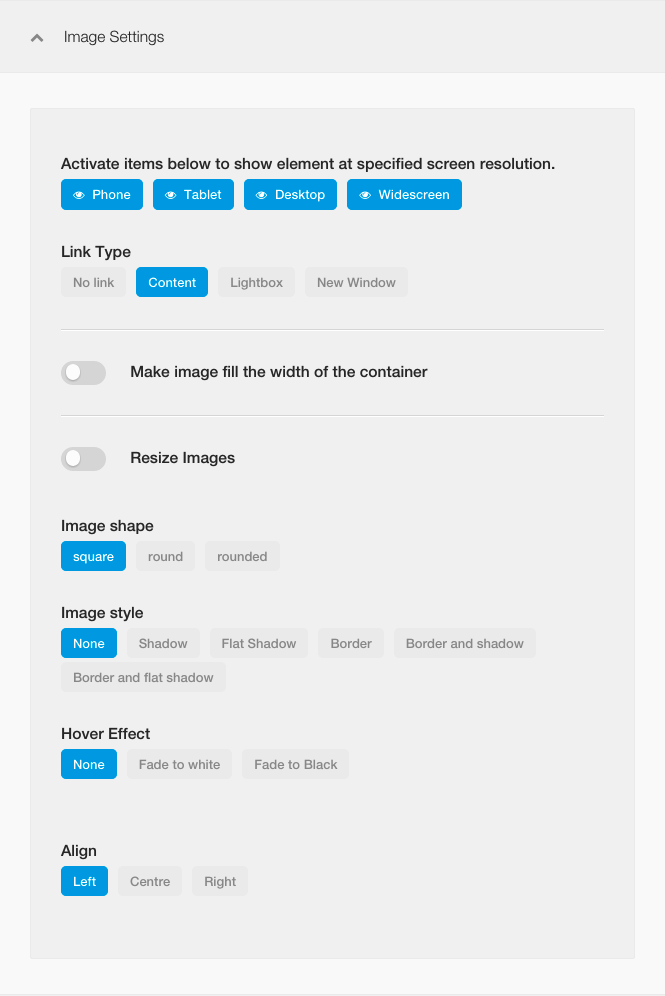 Image Settings
Activate items below to show element at specified screen resolution.
Phone Tablet Desktop Widescreen
Link Type
No link Content Lightbox New Window
Make image fill the width of the container
Resize Images
Image shape
square round rounded
Image style
None Shadow Flat Shadow Border Border and shadow
Border and flat shadow
Hover Effect
None Fade to white Fade to Black
Align
Left Centre Right